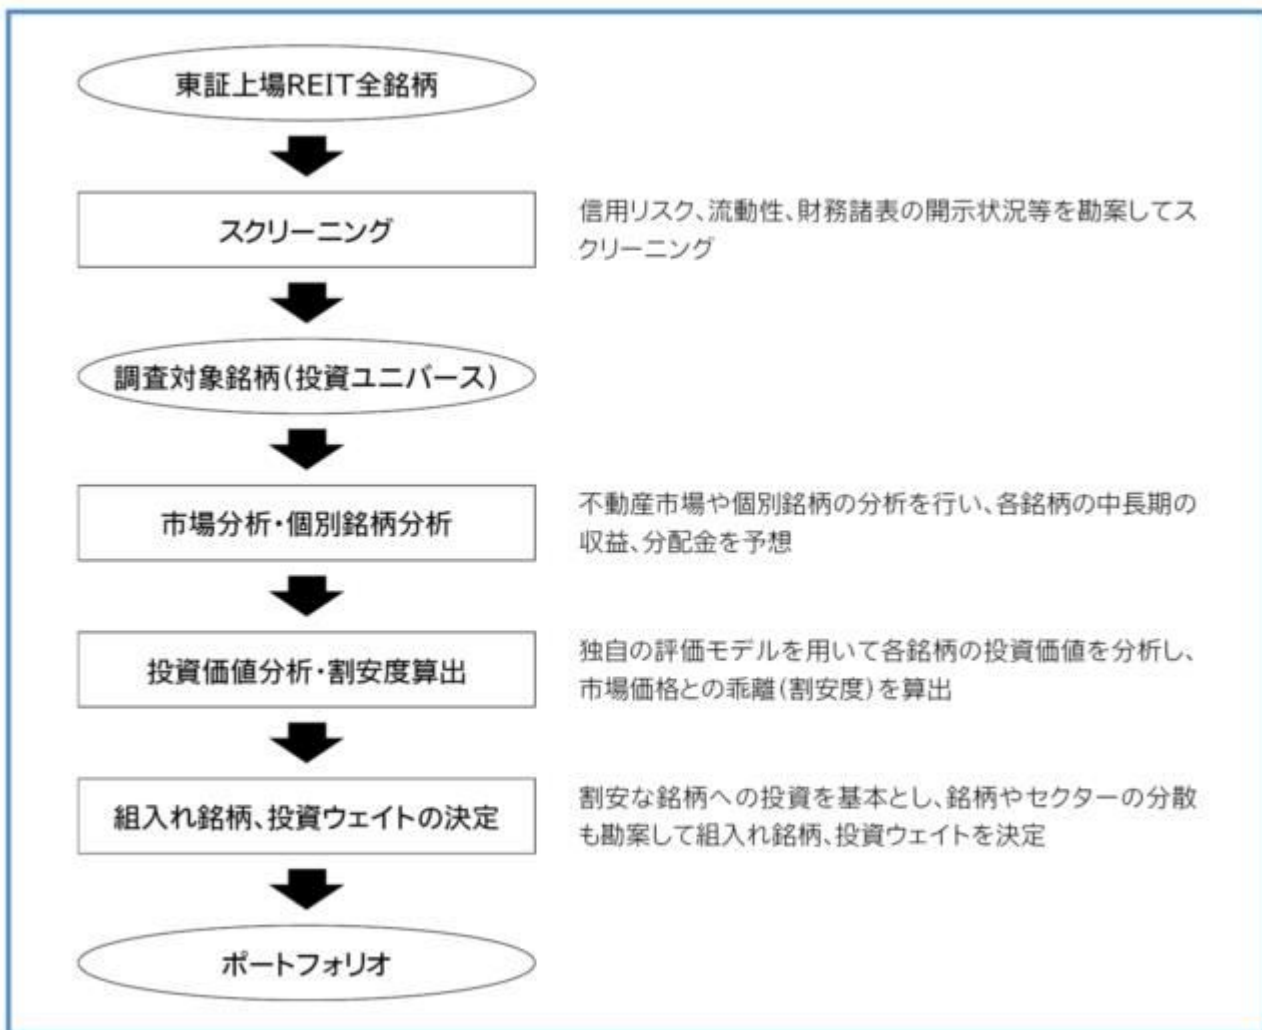 東証上場REIT全銘柄
スクリーニング
信用リスク、流動性、財務諸表の開示状況等を勘案してス
クリーニング
調査対象銘柄(投資ユニバース)
市場分析・個別銘柄分析
不動産市場や個別銘柄の分析を行い、各銘柄の中長期の
収益、分配金を予想
投資価値分析・割安度算出
独自の評価モデルを用いて各銘柄の投資価値を分析し、
市場価格との乖離(割安度)を算出
組入れ銘柄、投資ウェイトの決定
割安な銘柄への投資を基本とし、銘柄やセクターの分散
も勘案して組入れ銘柄、投資ウェイトを決定
ポートフォリオ